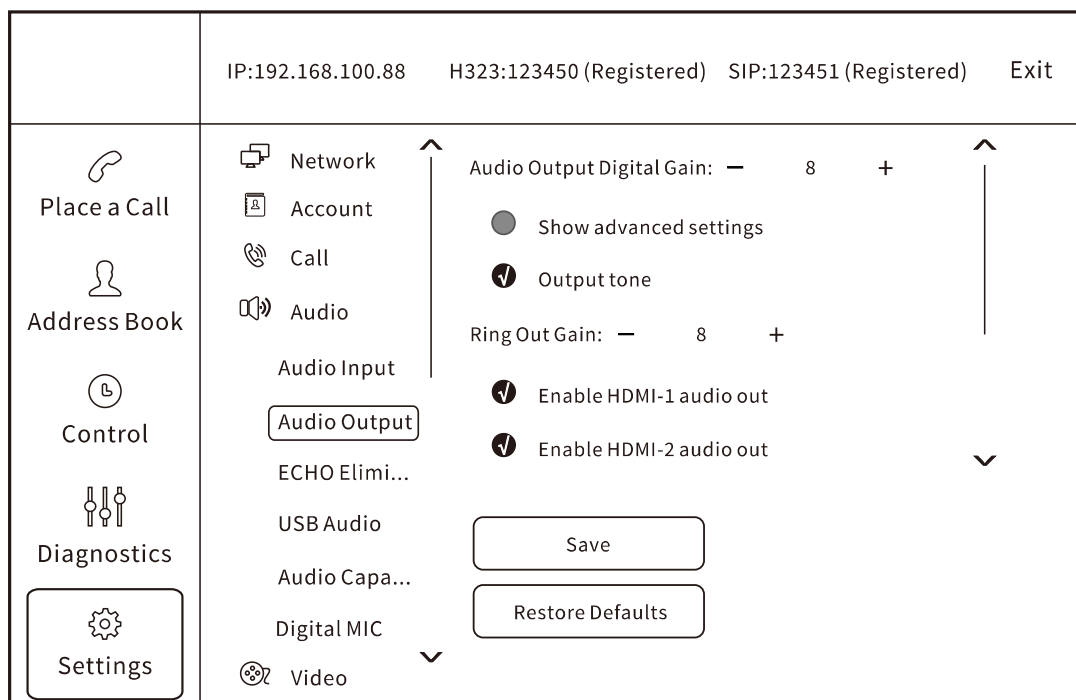 IP:192.168.100.88 H323:123450 (Registered) SIP:123451 (Registered) Exit
Place a Call
Address Book
Control
Diagnostics
Settings
Network
Account
Call
Audio
Audio Input
Audio Output
ECHO Elimi...
USB Audio
Audio Capa...
Digital MIC
Video
Audio Output Digital Gain: − 8 +
Show advanced settings
Output tone
Ring Out Gain: − 8 +
Enable HDMI-1 audio out
Enable HDMI-2 audio out
Save
Restore Defaults